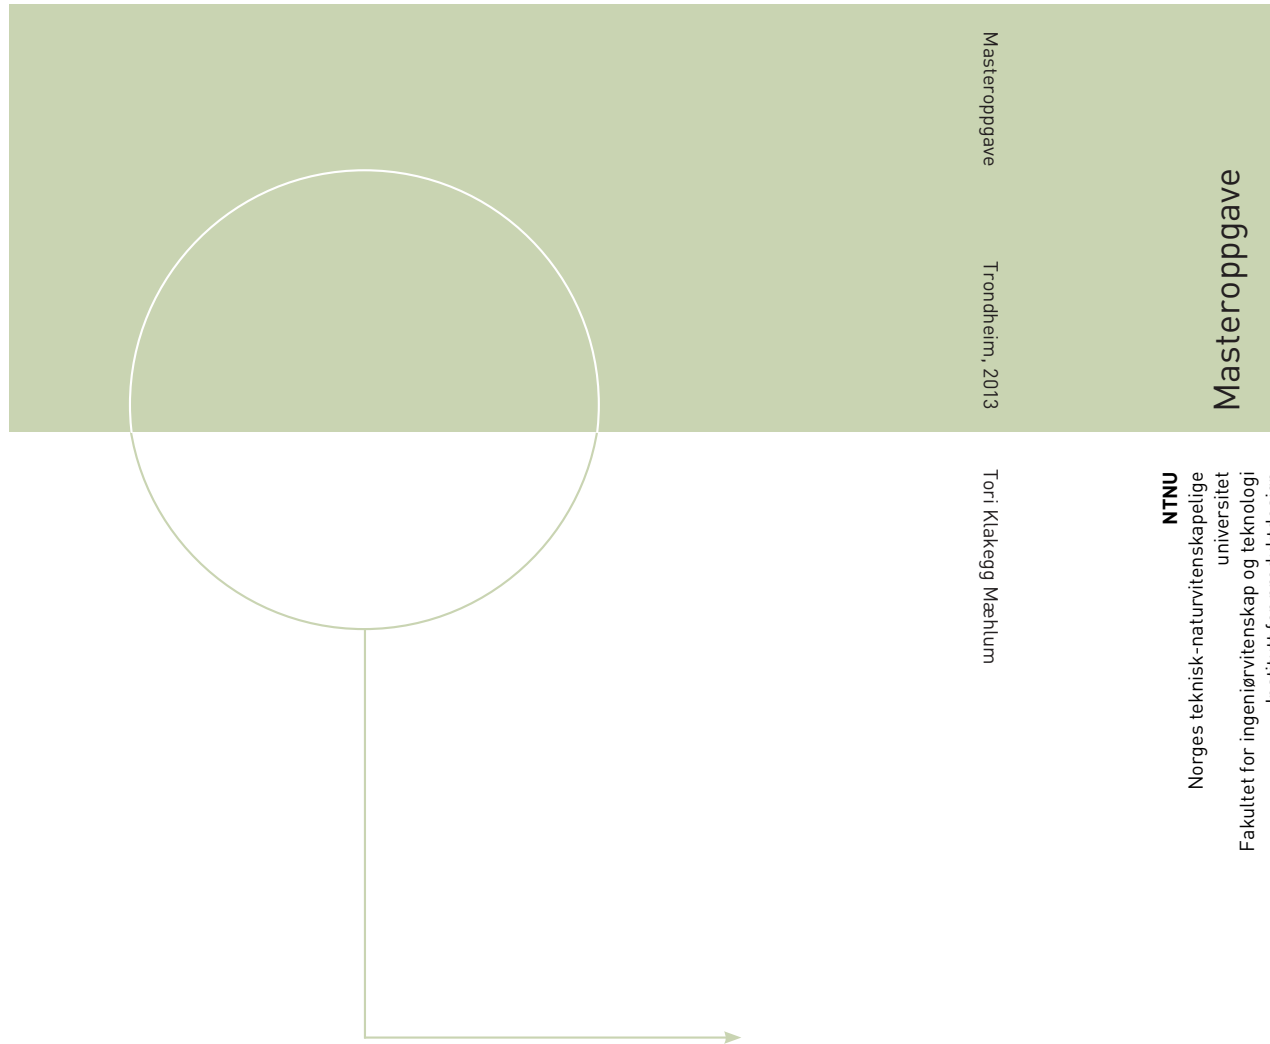 Masteroppgave
Trondheim, 2013
Tori Klakegg Mæhlum
Masteroppgave
NTNU
Norges teknisk-naturvitenskapelige
universitet
Fakultet for ingeniørvitenskap og teknologi